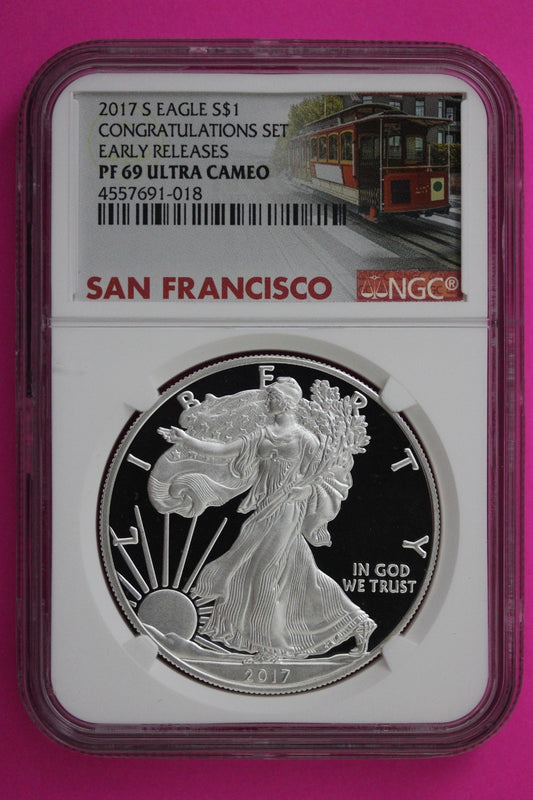 2017 S EAGLE S$1
CONGRATULATIONS SET
EARLY RELEASES
PF 69 ULTRA CAMEO
4557691-018
SAN FRANCISCO
NGC®
LIBERTY
IN GOD
WE TRUST
2017